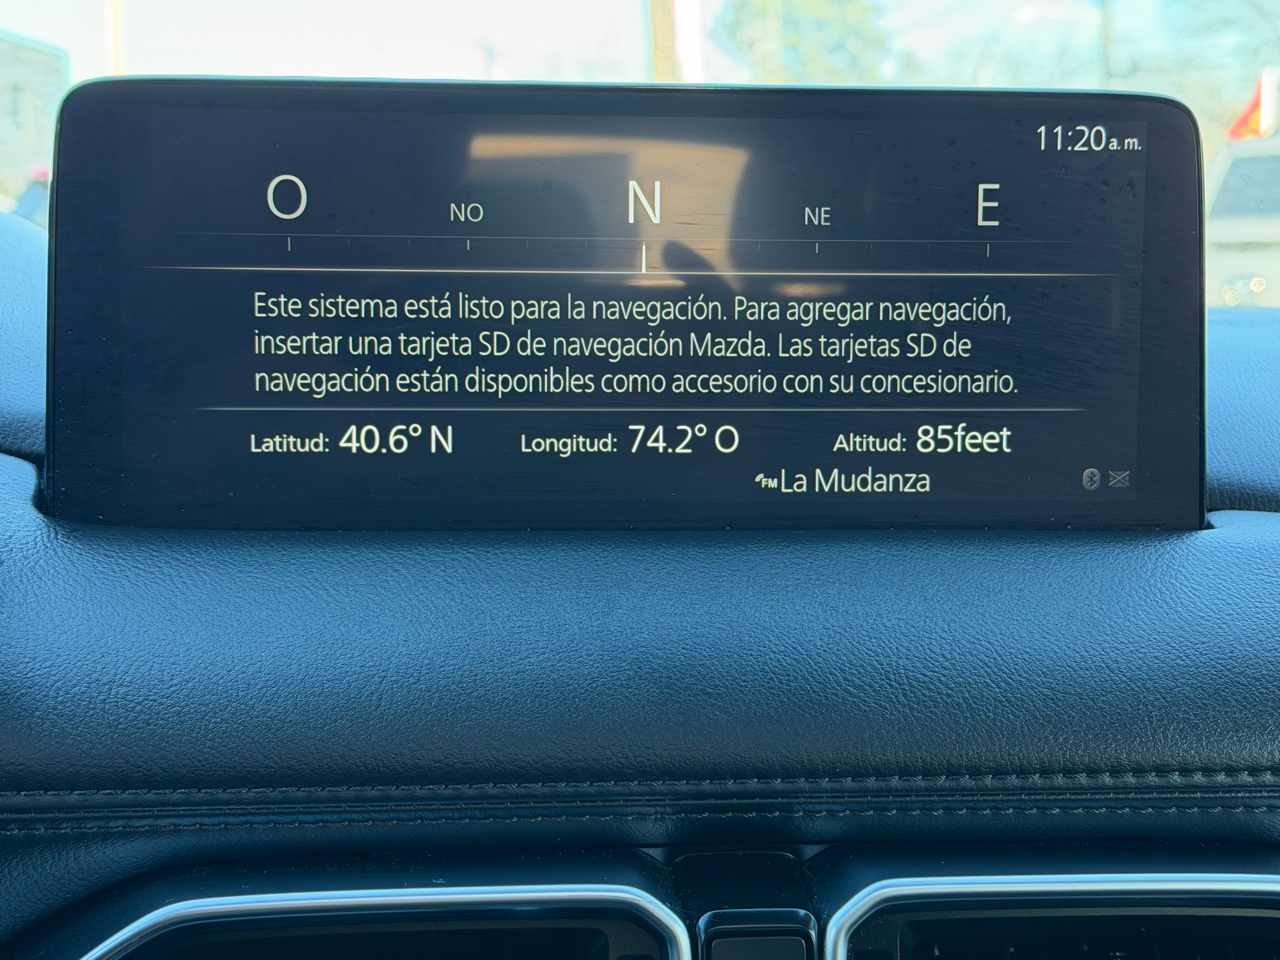 11:20 a. m.
O NO N NE E
Este sistema está listo para la navegación. Para agregar navegación,
insertar una tarjeta SD de navegación Mazda. Las tarjetas SD de
navegación están disponibles como accesorio con su concesionario.
Latitud: 40.6° N Longitud: 74.2° O Altitud: 85feet
FM La Mudanza